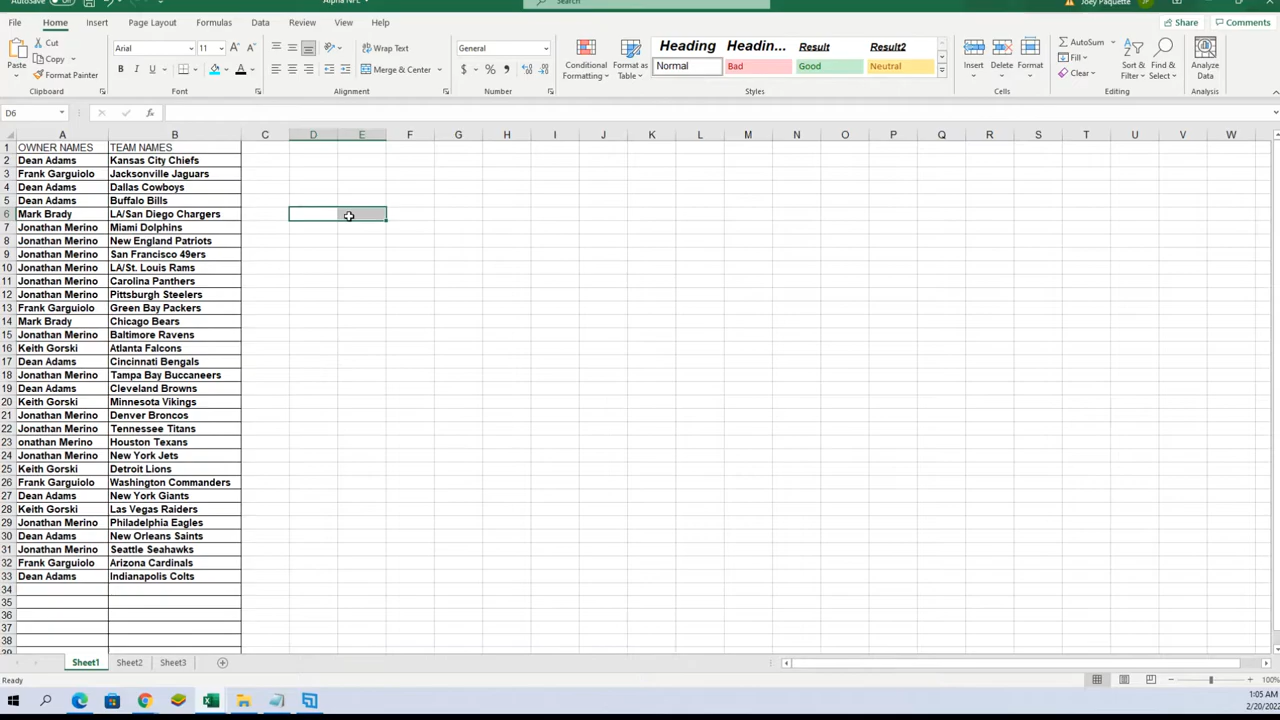 AutoSave Off
Alpha NFL
Search
Joey Paquette JP
File Home Insert Page Layout Formulas Data Review View Help
Share Comments
Paste
Cut
Copy
Format Painter
Arial 11
B I U
Wrap Text
Merge & Center
General
$ %
Conditional Formatting
Format as Table
Heading Headin... Result Result2
Normal Bad Good Neutral
Insert Delete Format
AutoSum
Fill
Clear
Sort & Filter
Find & Select
Analyze Data
Clipboard Font Alignment Number Styles Cells Editing Analysis
D6 fx
A B C D E F G H I J K L M N O P Q R S T U V W
1 OWNER NAMES TEAM NAMES
2 Dean Adams Kansas City Chiefs
3 Frank Garguiolo Jacksonville Jaguars
4 Dean Adams Dallas Cowboys
5 Dean Adams Buffalo Bills
6 Mark Brady LA/San Diego Chargers
7 Jonathan Merino Miami Dolphins
8 Jonathan Merino New England Patriots
9 Jonathan Merino San Francisco 49ers
10 Jonathan Merino LA/St. Louis Rams
11 Jonathan Merino Carolina Panthers
12 Jonathan Merino Pittsburgh Steelers
13 Frank Garguiolo Green Bay Packers
14 Mark Brady Chicago Bears
15 Jonathan Merino Baltimore Ravens
16 Keith Gorski Atlanta Falcons
17 Dean Adams Cincinnati Bengals
18 Jonathan Merino Tampa Bay Buccaneers
19 Dean Adams Cleveland Browns
20 Keith Gorski Minnesota Vikings
21 Jonathan Merino Denver Broncos
22 Jonathan Merino Tennessee Titans
23 onathan Merino Houston Texans
24 Jonathan Merino New York Jets
25 Keith Gorski Detroit Lions
26 Frank Garguiolo Washington Commanders
27 Dean Adams New York Giants
28 Keith Gorski Las Vegas Raiders
29 Jonathan Merino Philadelphia Eagles
30 Dean Adams New Orleans Saints
31 Jonathan Merino Seattle Seahawks
32 Frank Garguiolo Arizona Cardinals
33 Dean Adams Indianapolis Colts
34
35
36
37
38
39
Sheet1 Sheet2 Sheet3
Ready 100%
1:05 AM
2/20/2022